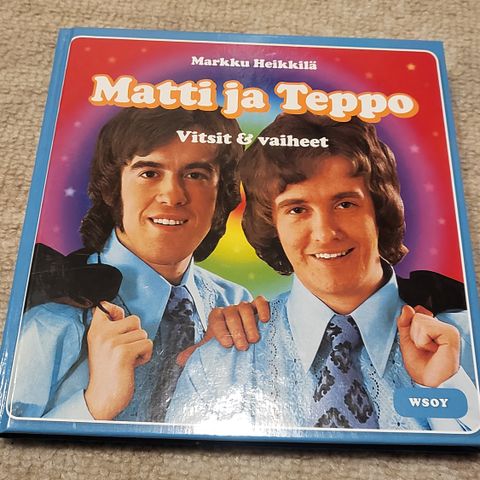 Markku Heikkilä
Matti ja Teppo
Vitsit & vaiheet
WSOY